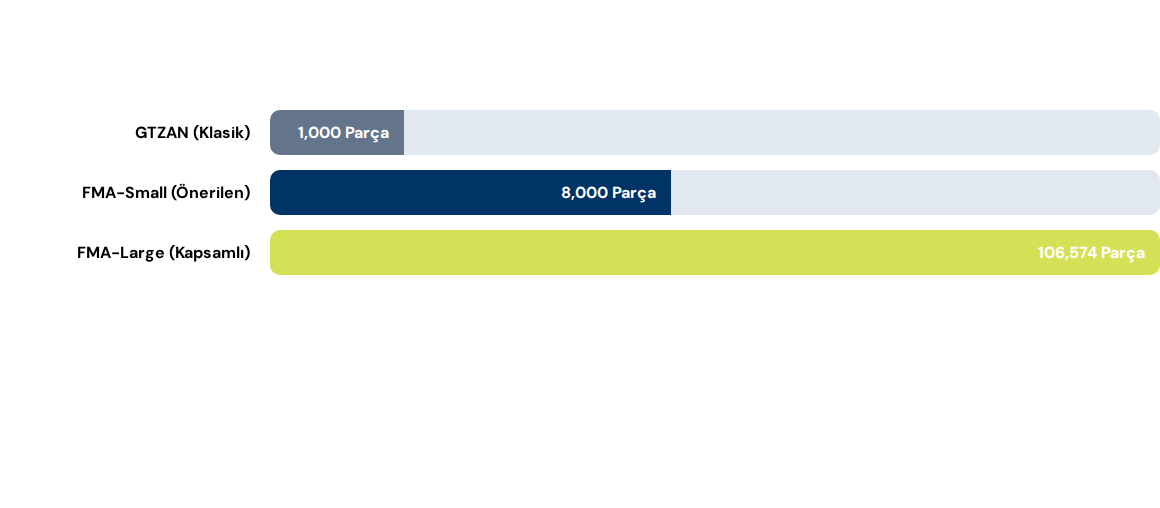 GTZAN (Klasik) 1,000 Parça
FMA-Small (Önerilen) 8,000 Parça
FMA-Large (Kapsamlı) 106,574 Parça